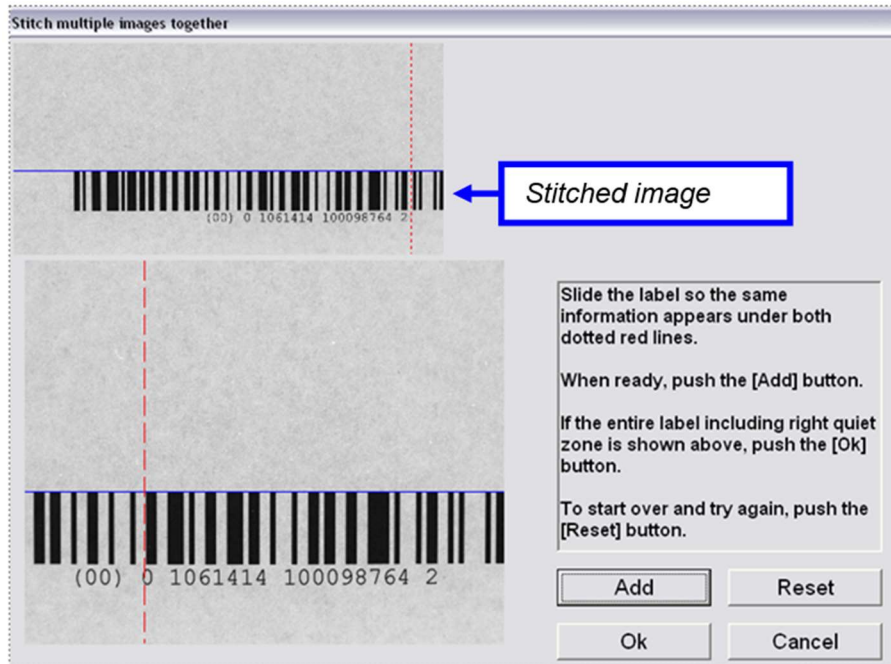 Stitch multiple images together
(00) 0 1061414 100098764 2
Stitched image
(00) 0 1061414 100098764 2
Slide the label so the same
information appears under both
dotted red lines.
When ready, push the [Add] button.
If the entire label including right quiet
zone is shown above, push the [Ok]
button.
To start over and try again, push the
[Reset] button.
Add
Reset
Ok
Cancel